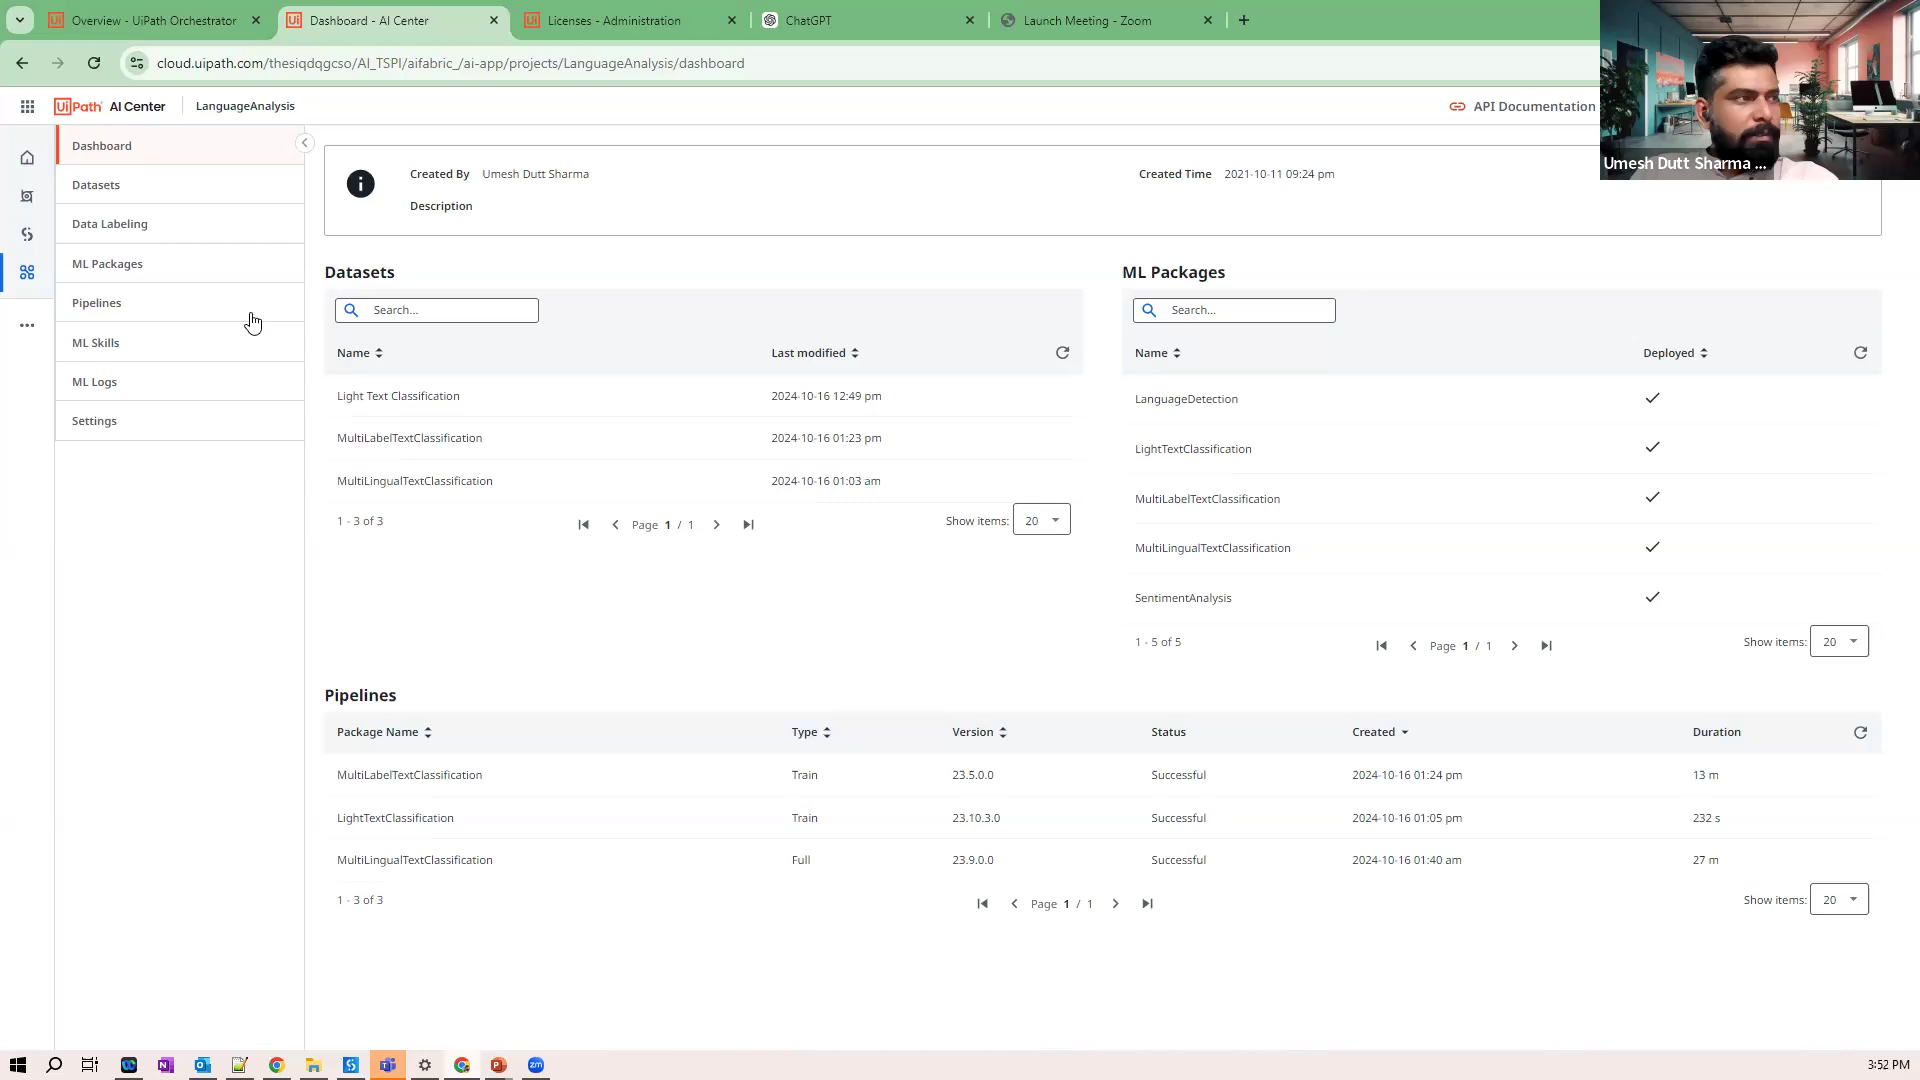 Overview - UiPath Orchestrator
Dashboard - AI Center
Licenses - Administration
ChatGPT
Launch Meeting - Zoom
cloud.uipath.com/thesiqdqgcso/AI_TSPI/aifabric_/ai-app/projects/LanguageAnalysis/dashboard
UiPath AI Center
LanguageAnalysis
API Documentation
Umesh Dutt Sharma ...
Dashboard
Datasets
Data Labeling
ML Packages
Pipelines
ML Skills
ML Logs
Settings
Created By Umesh Dutt Sharma
Created Time 2021-10-11 09:24 pm
Description
Datasets
Search...
Name Last modified
Light Text Classification 2024-10-16 12:49 pm
MultiLabelTextClassification 2024-10-16 01:23 pm
MultiLingualTextClassification 2024-10-16 01:03 am
1 - 3 of 3 Page 1 / 1 Show items: 20
ML Packages
Search...
Name Deployed
LanguageDetection
LightTextClassification
MultiLabelTextClassification
MultiLingualTextClassification
SentimentAnalysis
1 - 5 of 5 Page 1 / 1 Show items: 20
Pipelines
Package Name Type Version Status Created Duration
MultiLabelTextClassification Train 23.5.0.0 Successful 2024-10-16 01:24 pm 13 m
LightTextClassification Train 23.10.3.0 Successful 2024-10-16 01:05 pm 232 s
MultiLingualTextClassification Full 23.9.0.0 Successful 2024-10-16 01:40 am 27 m
1 - 3 of 3 Page 1 / 1 Show items: 20
3:52 PM